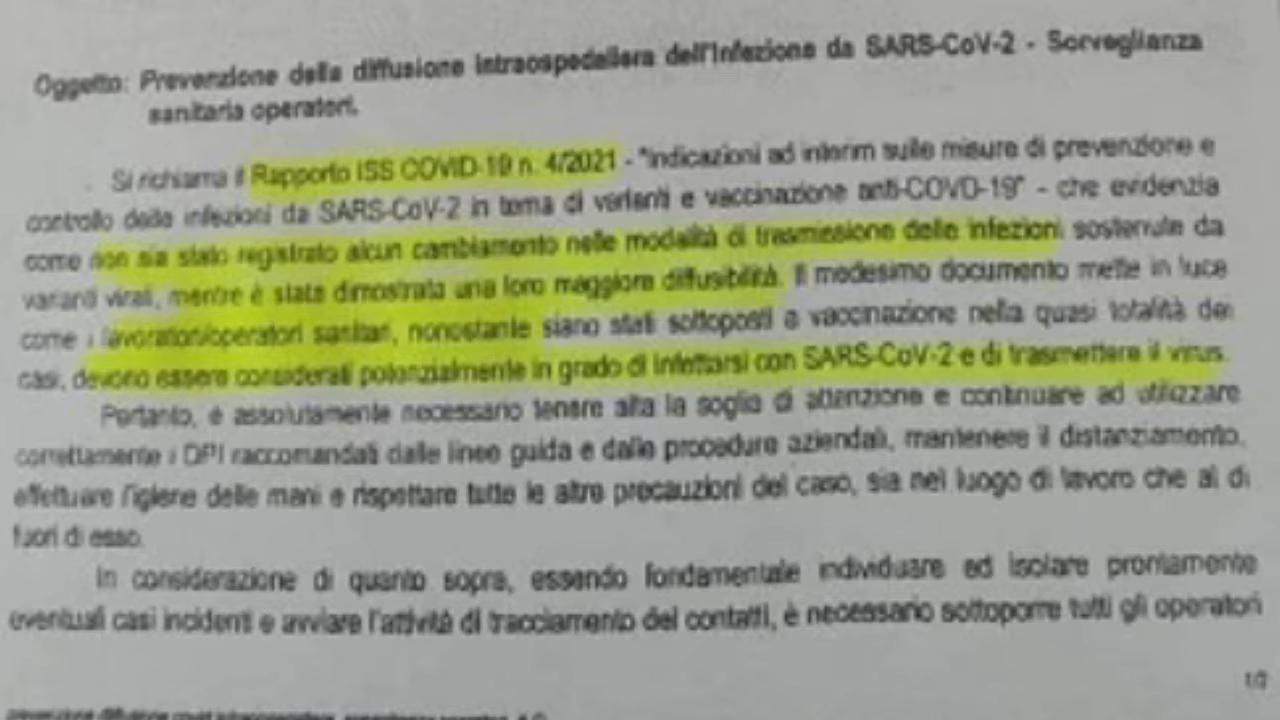 Oggetto: Prevenzione della diffusione intraospedaliera dell'infezione da SARS-CoV-2 - Sorveglianza
sanitaria operatori.
Si richiama il Rapporto ISS COVID-19 n. 4/2021 - "Indicazioni ad interim sulle misure di prevenzione e
controllo delle infezioni da SARS-CoV-2 in tema di varianti e vaccinazione anti-COVID-19" - che evidenzia
come non sia stato registrato alcun cambiamento nelle modalità di trasmissione delle infezioni sostenute da
varianti virali, mentre è stata dimostrata una loro maggiore diffusibilità. Il medesimo documento mette in luce
come i lavoratori/operatori sanitari, nonostante siano stati sottoposti a vaccinazione nella quasi totalità dei
casi, devono essere considerati potenzialmente in grado di infettarsi con SARS-CoV-2 e di trasmettere il virus.
Pertanto, è assolutamente necessario tenere alta la soglia di attenzione e continuare ad utilizzare
correttamente i DPI raccomandati dalle linee guida e dalle procedure aziendali, mantenere il distanziamento,
effettuare l'igiene delle mani e rispettare tutte le altre precauzioni del caso, sia nel luogo di lavoro che al di
fuori di esso.
In considerazione di quanto sopra, essendo fondamentale individuare ed isolare prontamente
eventuali casi incidenti e avviare l'attività di tracciamento dei contatti, è necessario sottoporre tutti gli operatori
1/2